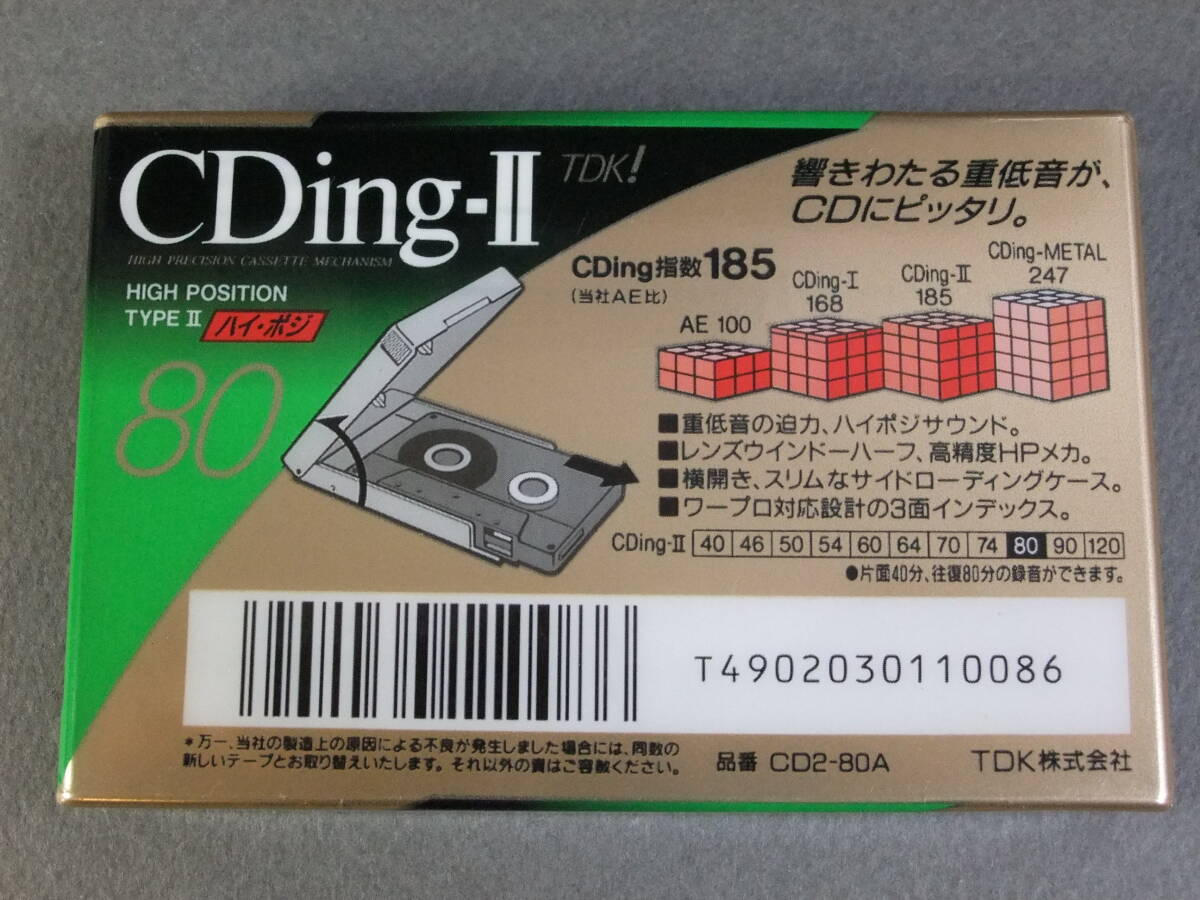 CDing-II
TDK!
HIGH PRECISION CASSETTE MECHANISM
HIGH POSITION
TYPE II ハイ・ポジ
80
響きわたる重低音が、
CDにピッタリ。
CDing指数185
(当社AE比)
AE 100
CDing-I
168
CDing-II
185
CDing-METAL
247
■重低音の迫力、ハイポジサウンド。
■レンズウインドーハーフ、高精度HPメカ。
■横開き、スリムなサイドローディングケース。
■ワープロ対応設計の3面インデックス。
CDing-II 40 46 50 54 60 64 70 74 80 90 120
●片面40分、往復80分の録音ができます。
T4902030110086
*万一、当社の製造上の原因による不良が発生しました場合には、同数の
新しいテープとお取り替えいたします。それ以外の責はご容赦ください。
品番 CD2-80A
TDK株式会社